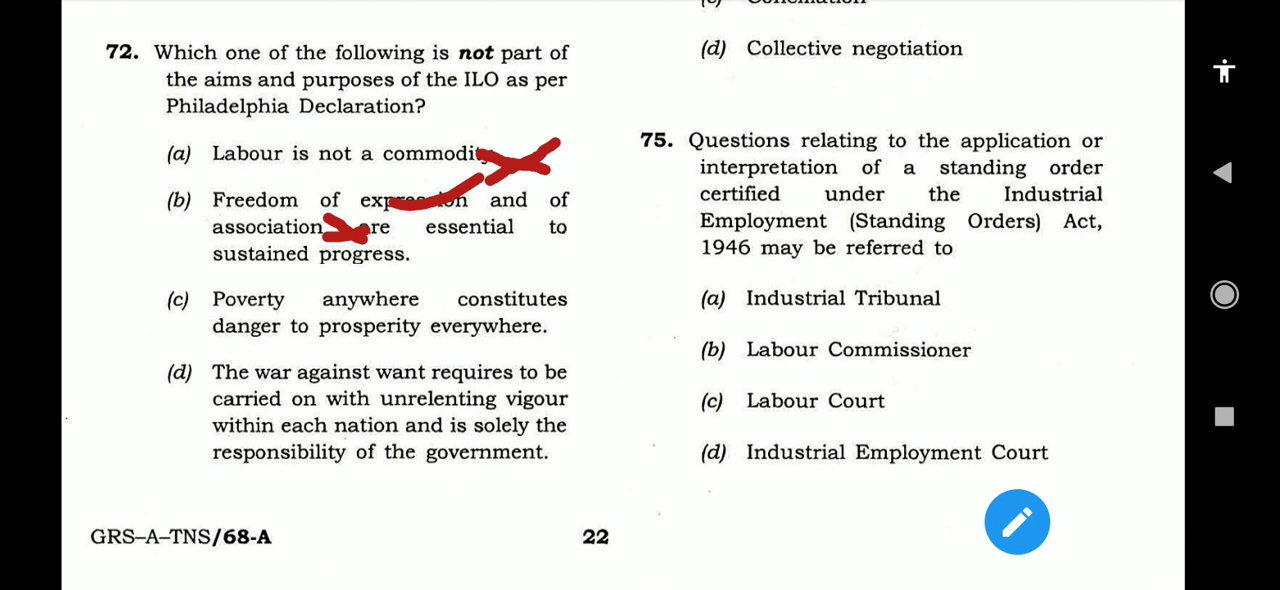 72. Which one of the following is not part of
the aims and purposes of the ILO as per
Philadelphia Declaration?
(a) Labour is not a commodity
(b) Freedom of expression and of
association are essential to
sustained progress.
(c) Poverty anywhere constitutes
danger to prosperity everywhere.
(d) The war against want requires to be
carried on with unrelenting vigour
within each nation and is solely the
responsibility of the government.
GRS–A–TNS/68-A
22
(d) Collective negotiation
75. Questions relating to the application or
interpretation of a standing order
certified under the Industrial
Employment (Standing Orders) Act,
1946 may be referred to
(a) Industrial Tribunal
(b) Labour Commissioner
(c) Labour Court
(d) Industrial Employment Court